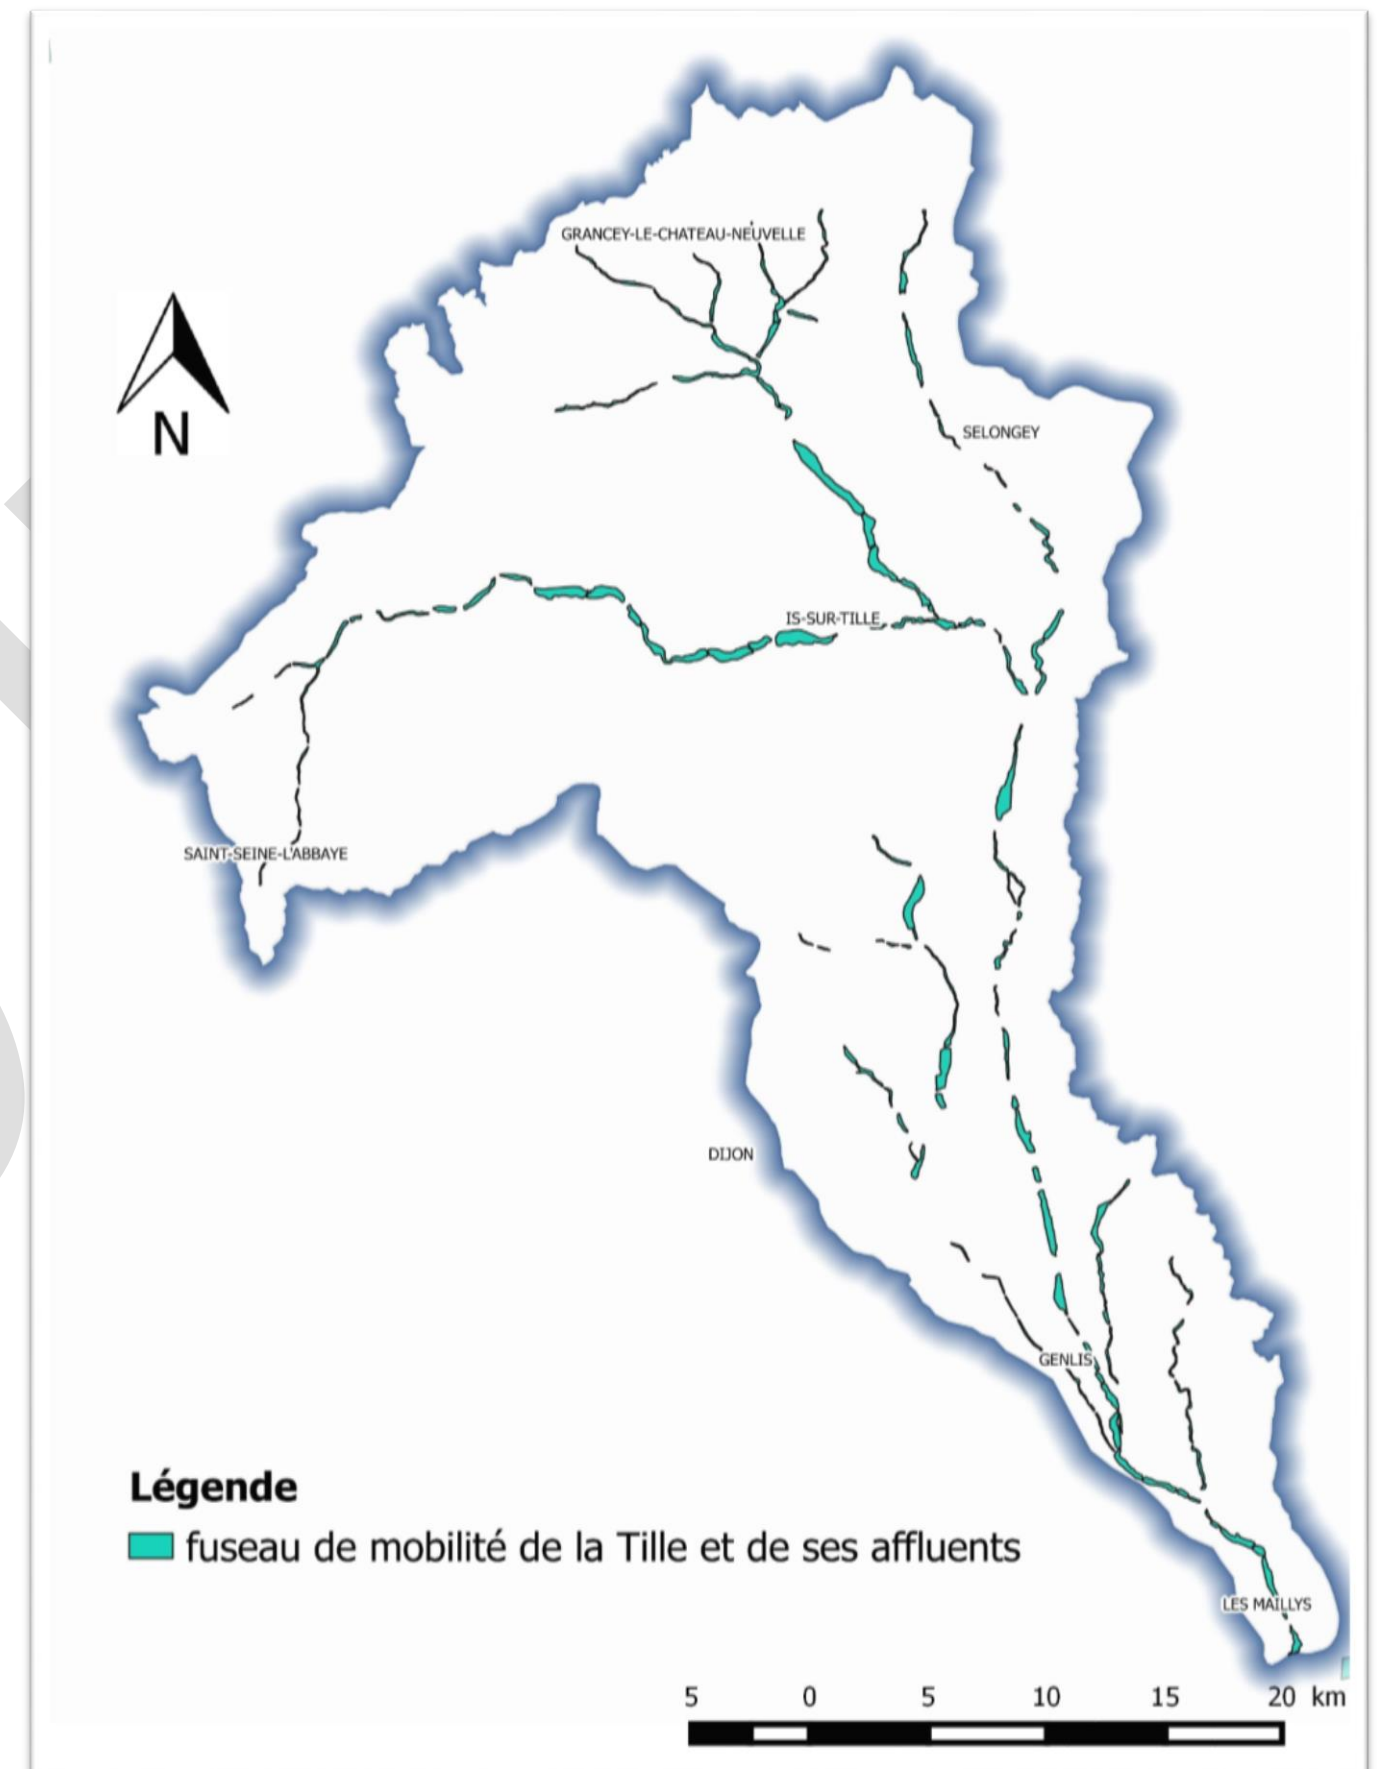 GRANCEY-LE-CHATEAU-NEUVELLE
N
SELONGEY
IS-SUR-TILLE
SAINT-SEINE-L'ABBAYE
DIJON
GENLIS
Légende
fuseau de mobilité de la Tille et de ses affluents
LES MAILLYS
5 0 5 10 15 20 km